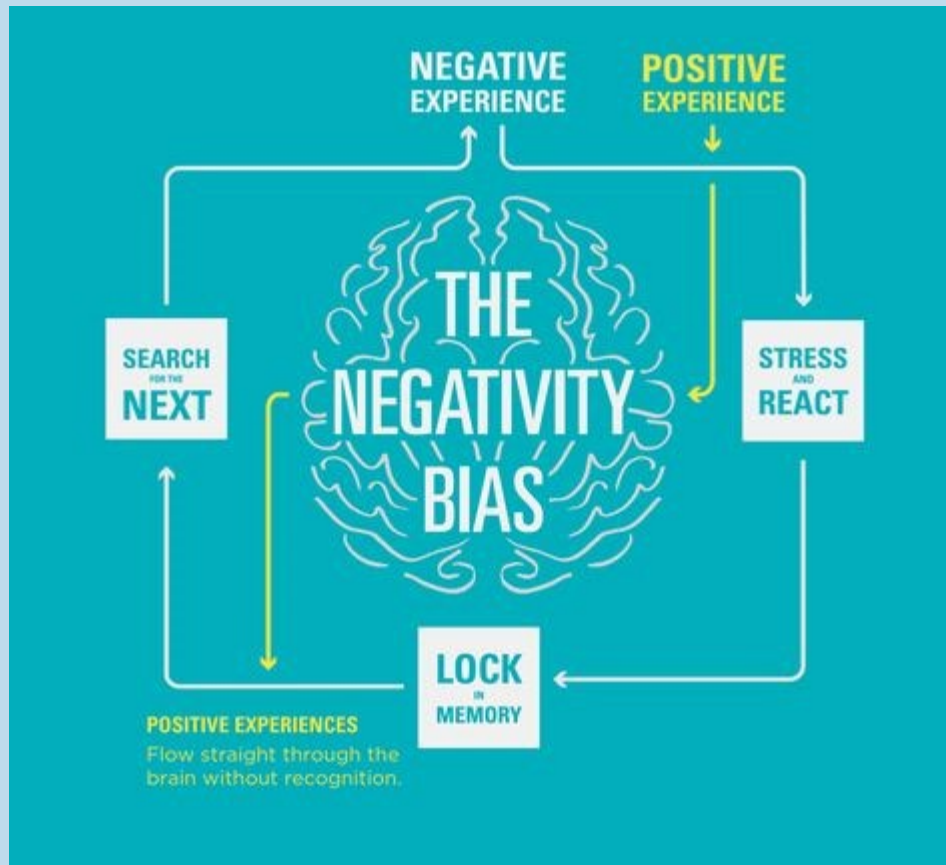 NEGATIVE
EXPERIENCE
POSITIVE
EXPERIENCE
THE
NEGATIVITY
BIAS
STRESS
AND
REACT
LOCK
IN
MEMORY
SEARCH
FOR THE
NEXT
POSITIVE EXPERIENCES
Flow straight through the
brain without recognition.